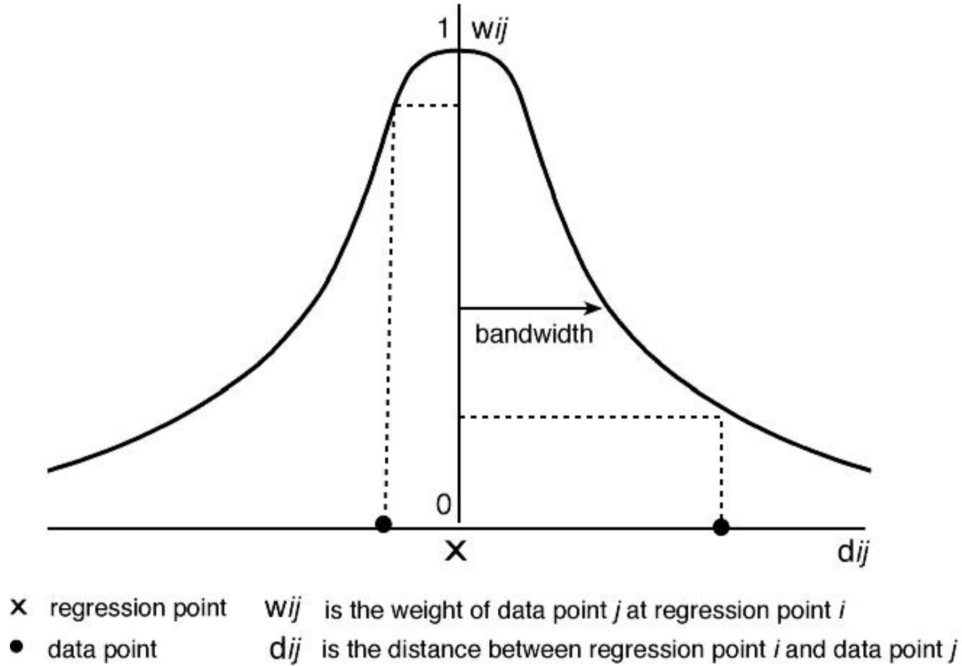 1 wij
bandwidth
0
x dij
x regression point wij is the weight of data point j at regression point i
● data point dij is the distance between regression point i and data point j